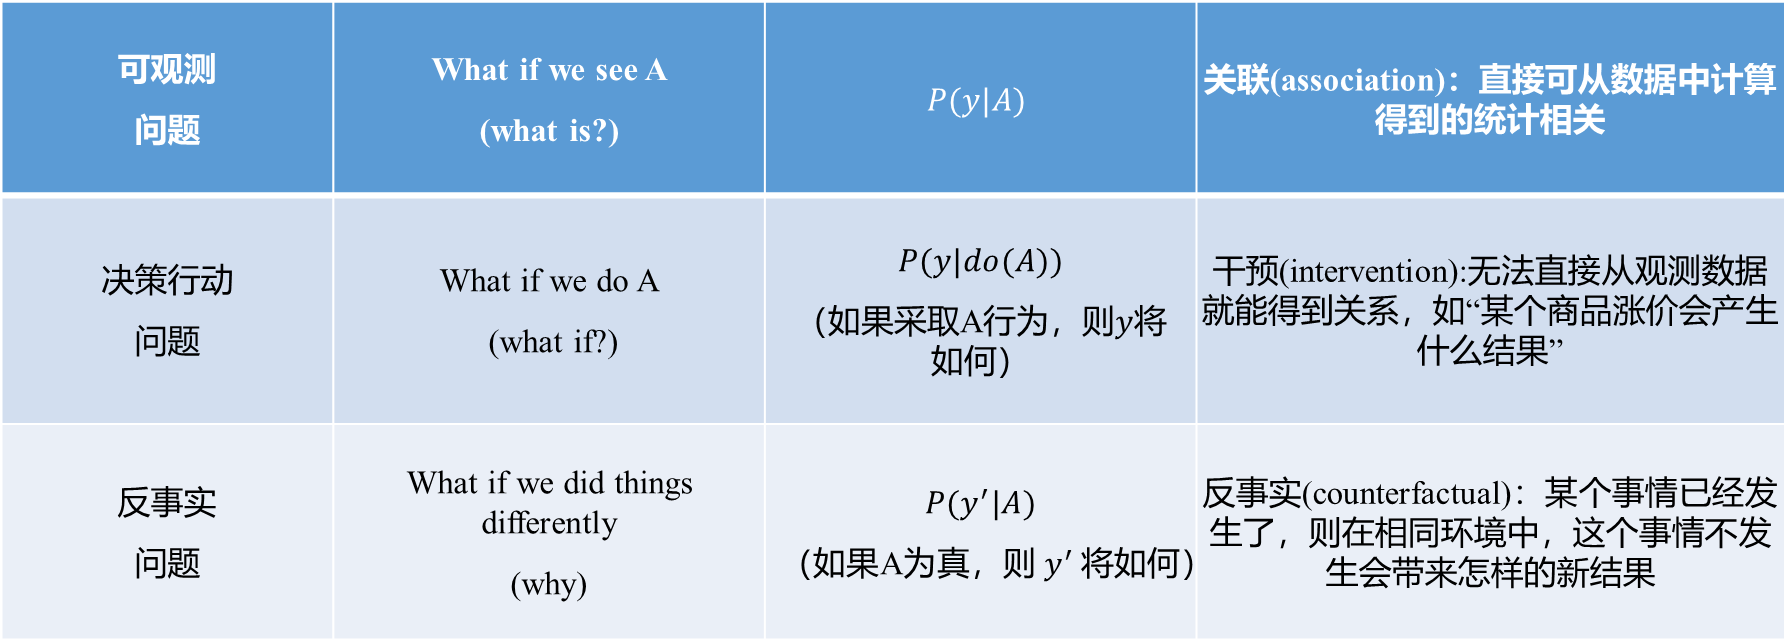 可观测
问题
What if we see A
(what is?)
P(y|A)
关联(association)：直接可从数据中计算
得到的统计相关
决策行动
问题
What if we do A
(what if?)
P(y|do(A))
（如果采取A行为，则y将
如何）
干预(intervention):无法直接从观测数据
就能得到关系，如“某个商品涨价会产生
什么结果”
反事实
问题
What if we did things
differently
(why)
P(y′|A)
（如果A为真，则 y′ 将如何）
反事实(counterfactual)：某个事情已经发
生了，则在相同环境中，这个事情不发
生会带来怎样的新结果